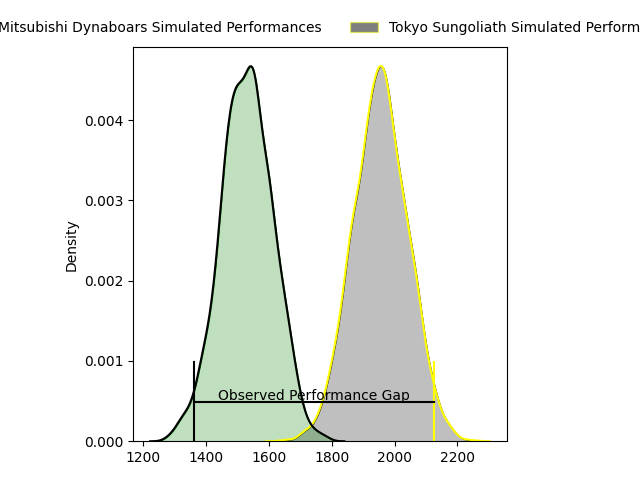 Mitsubishi Dynaboars Simulated Performances
Tokyo Sungoliath Simulated Perform
Density
0.004
0.003
0.002
0.001
0.000
Observed Performance Gap
1200 1400 1600 1800 2000 2200